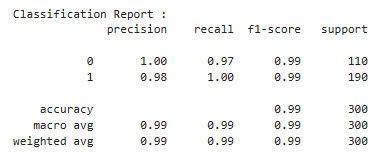 Classification Report :
precision recall f1-score support
0 1.00 0.97 0.99 110
1 0.98 1.00 0.99 190
accuracy 0.99 300
macro avg 0.99 0.99 0.99 300
weighted avg 0.99 0.99 0.99 300